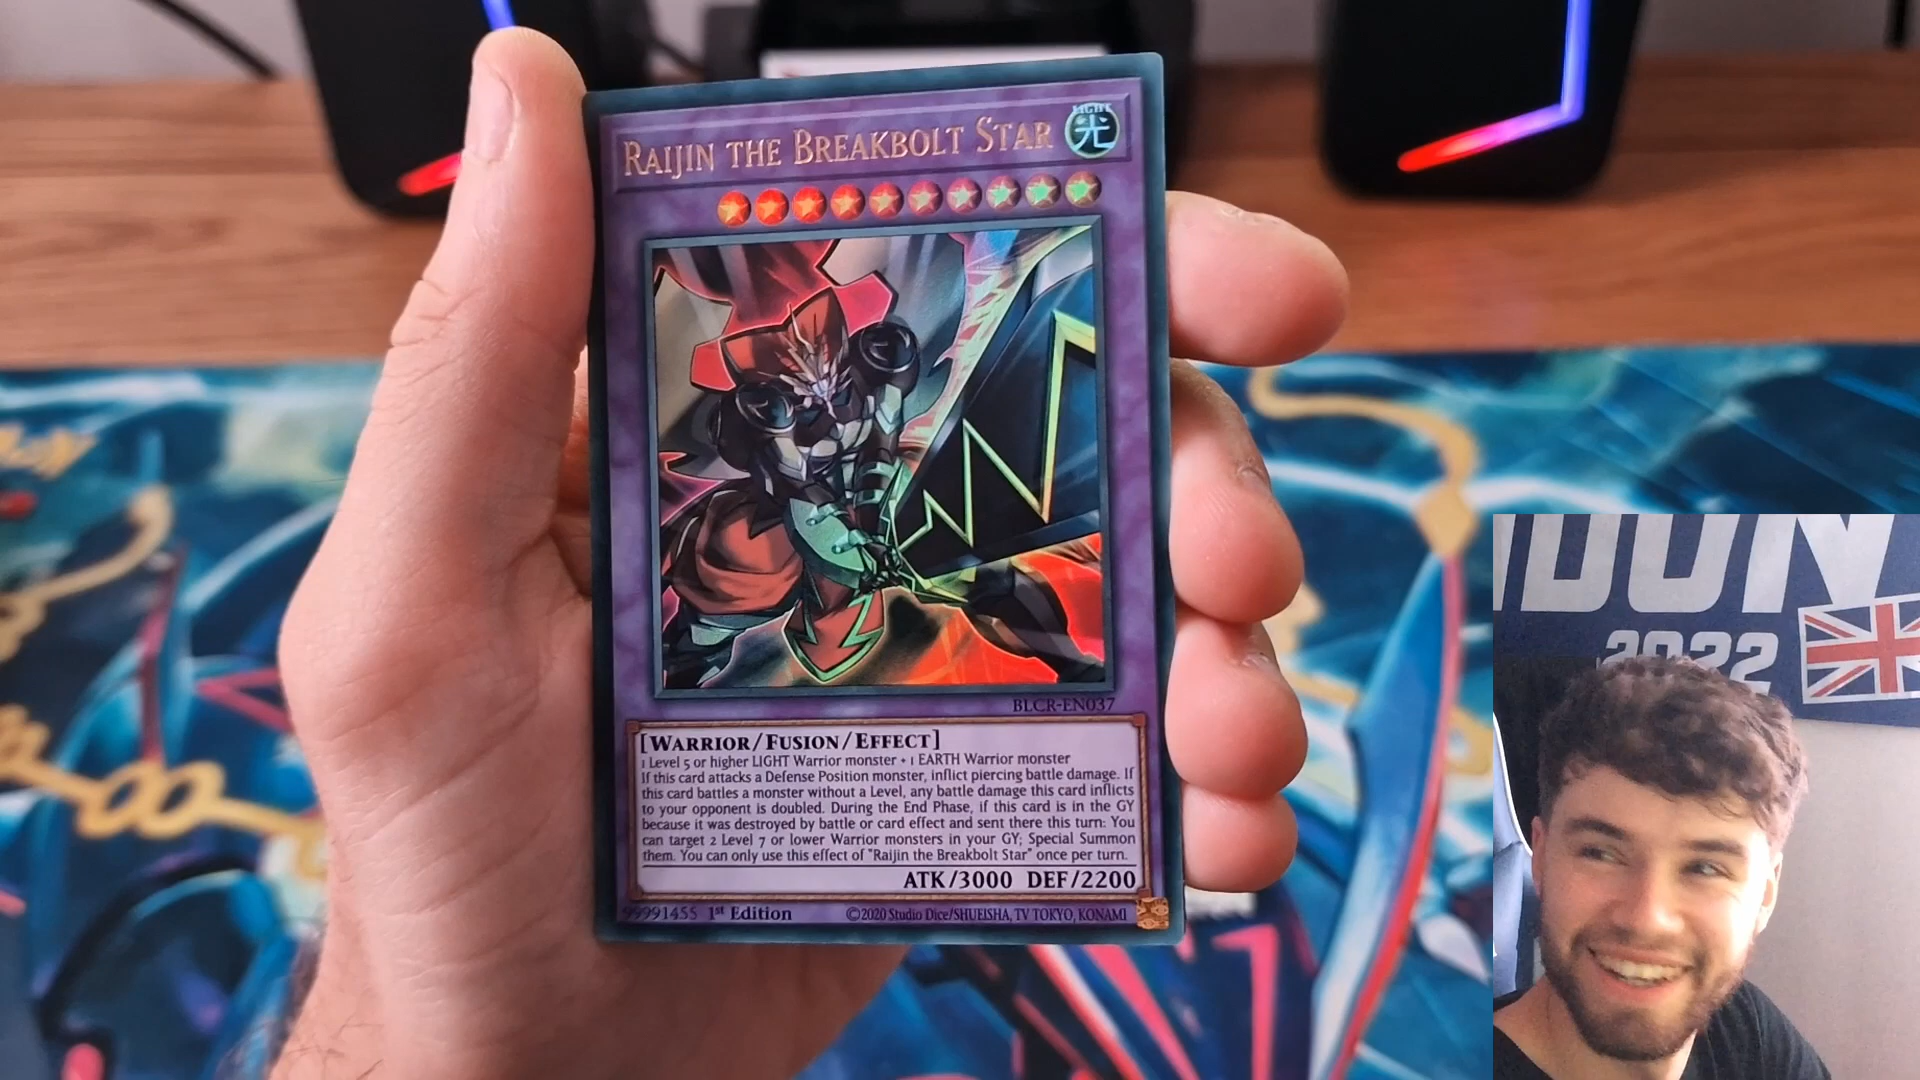 RAIJIN THE BREAKBOLT STAR
LIGHT
光
BLCR-EN037
[WARRIOR/FUSION/EFFECT]
1 Level 5 or higher LIGHT Warrior monster + 1 EARTH Warrior monster
If this card attacks a Defense Position monster, inflict piercing battle damage. If
this card battles a monster without a Level, any battle damage this card inflicts
to your opponent is doubled. During the End Phase, if this card is in the GY
because it was destroyed by battle or card effect and sent there this turn: You
can target 2 Level 7 or lower Warrior monsters in your GY; Special Summon
them. You can only use this effect of "Raijin the Breakbolt Star" once per turn.
ATK/3000 DEF/2200
99991455 1st Edition
©2020 Studio Dice/SHUEISHA, TV TOKYO, KONAMI
NDON
2022